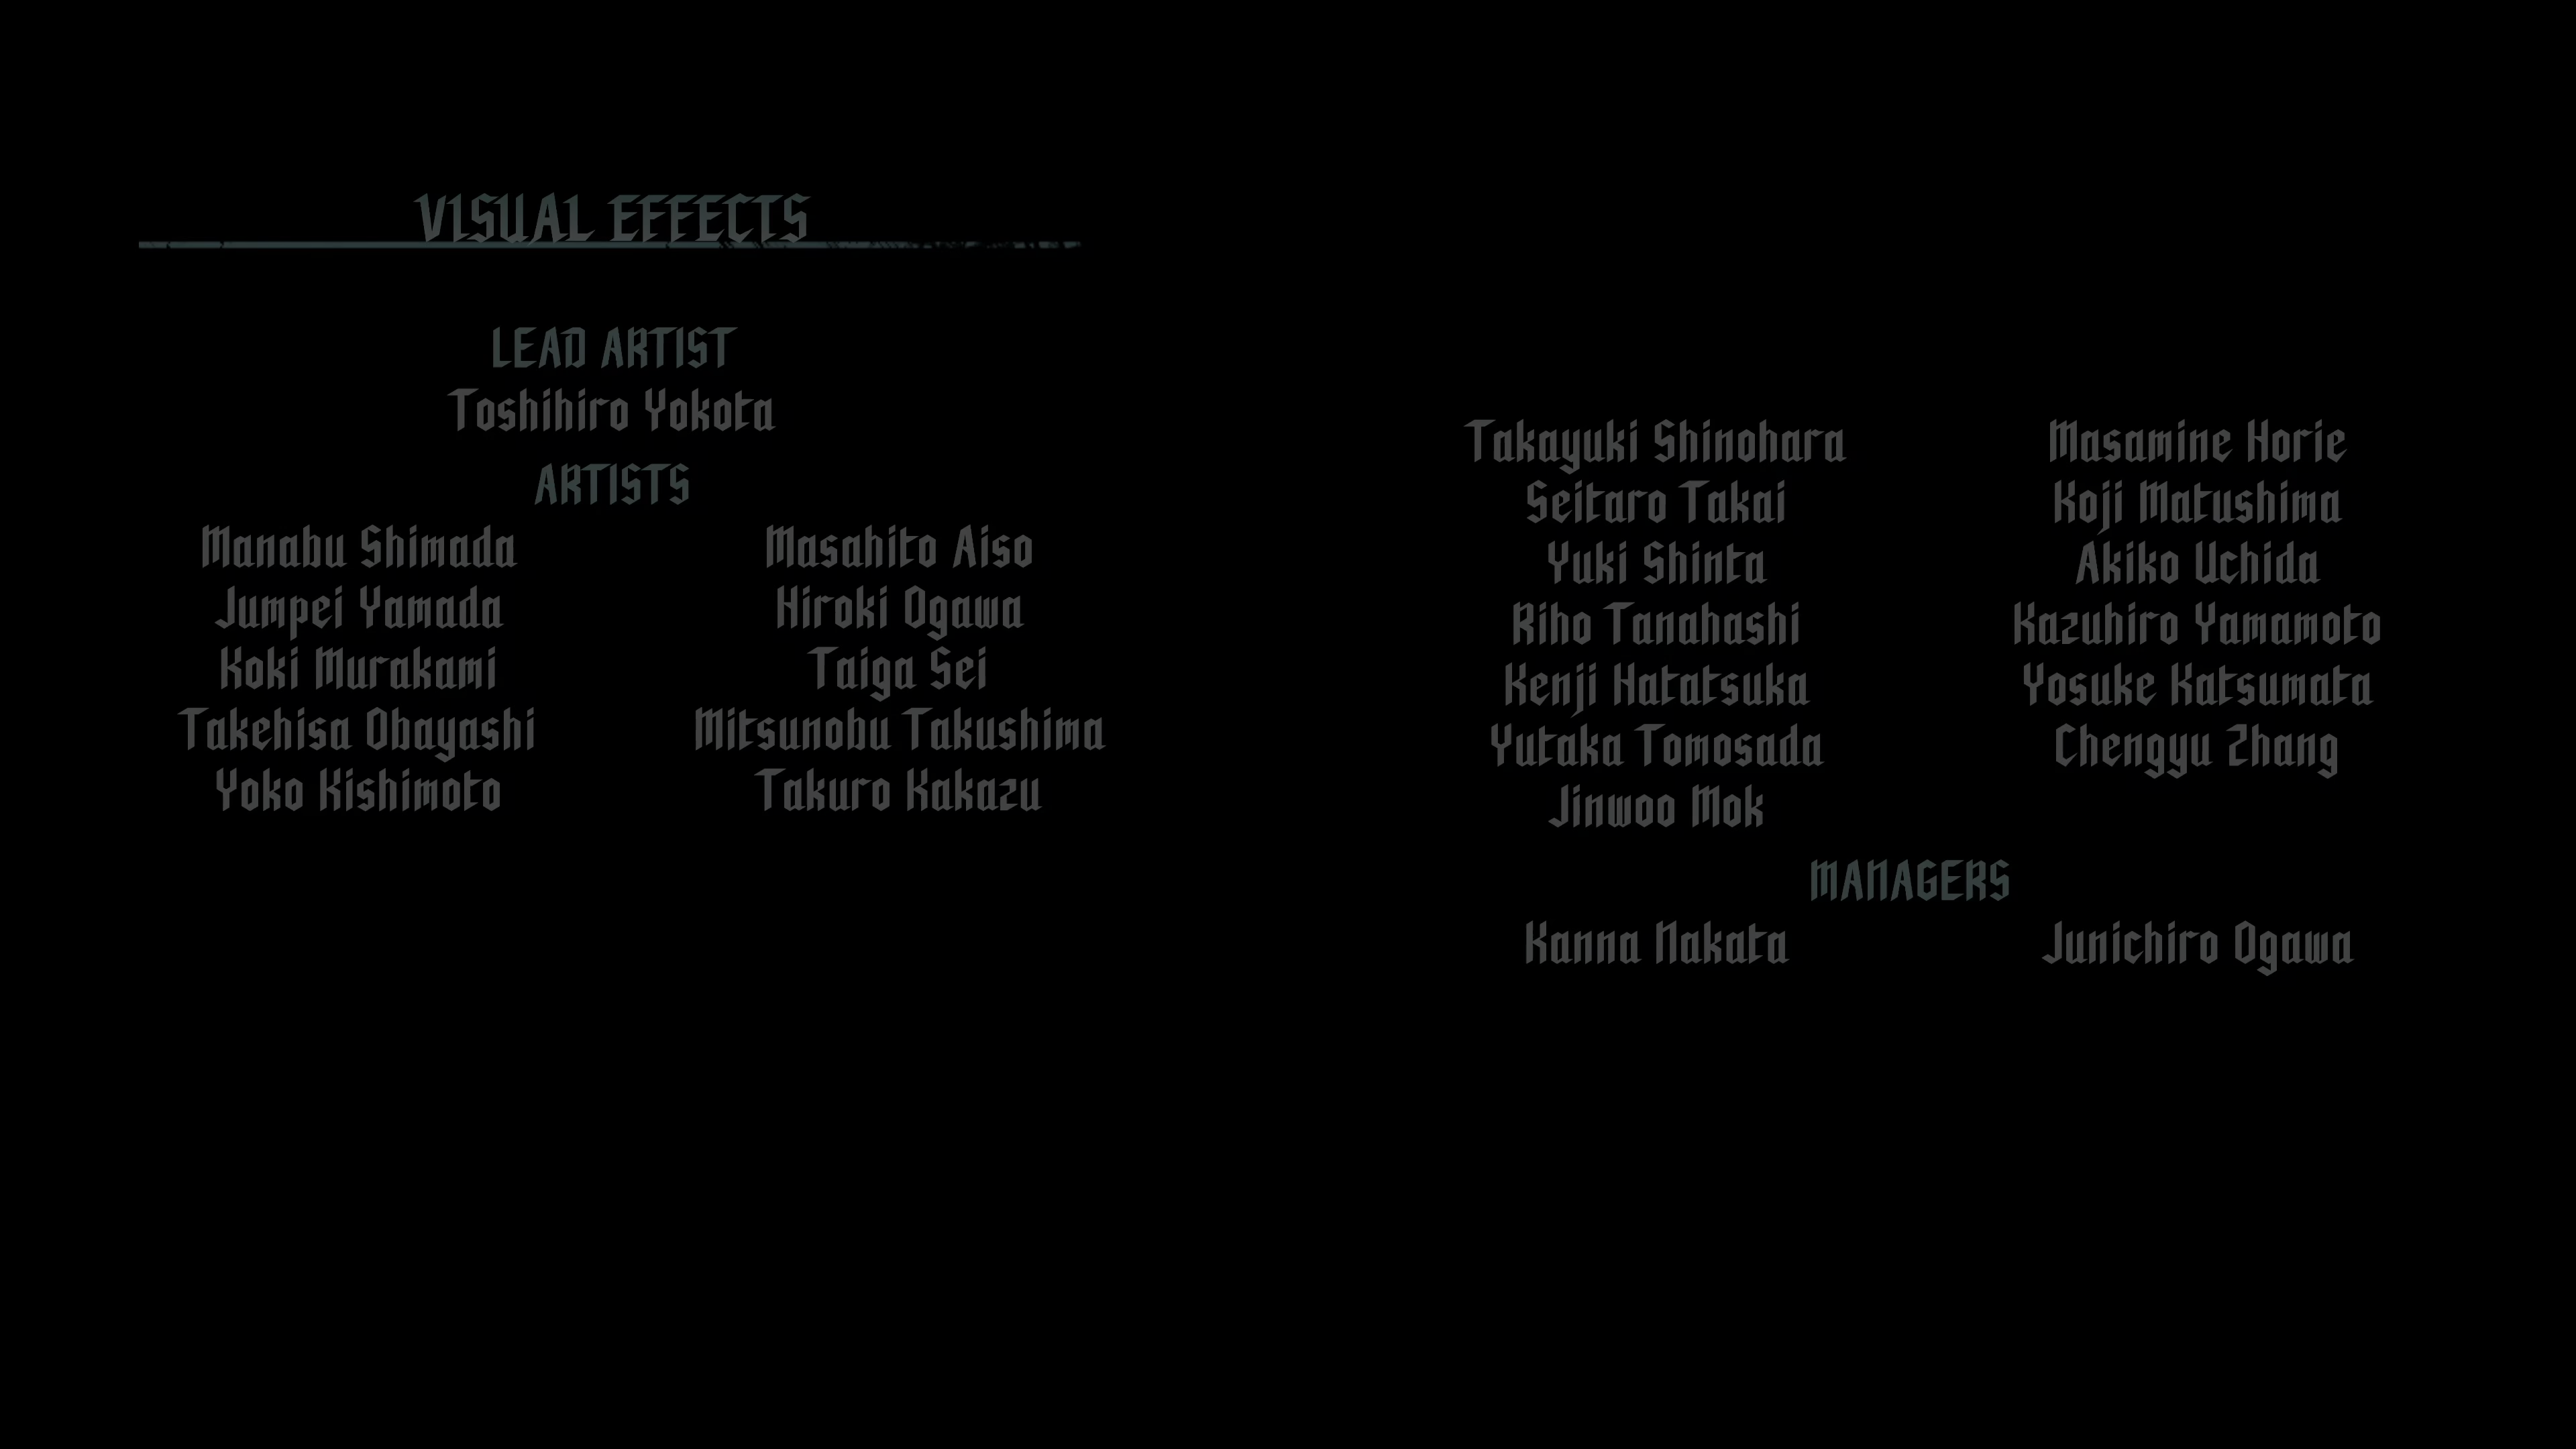 VISUAL EFFECTS
LEAD ARTIST
Toshihiro Yokota
ARTISTS
Manabu Shimada Masahito Aiso
Jumpei Yamada Hiroki Ogawa
Koki Murakami Taiga Sei
Takehisa Obayashi Mitsunobu Takushima
Yoko Kishimoto Takuro Kakazu
Takayuki Shinohara Masamine Horie
Seitaro Takai Koji Matushima
Yuki Shinta Akiko Uchida
Riho Tanahashi Kazuhiro Yamamoto
Kenji Hatatsuka Yosuke Katsumata
Yutaka Tomosada Chengyu Zhang
Jinwoo Mok
MANAGERS
Kanna Nakata Junichiro Ogawa